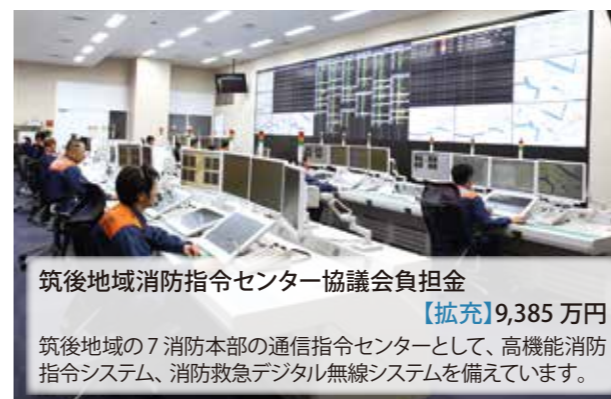 筑後地域消防指令センター協議会負担金
【拡充】9,385 万円
筑後地域の7消防本部の通信指令センターとして、高機能消防
指令システム、消防救急デジタル無線システムを備えています。